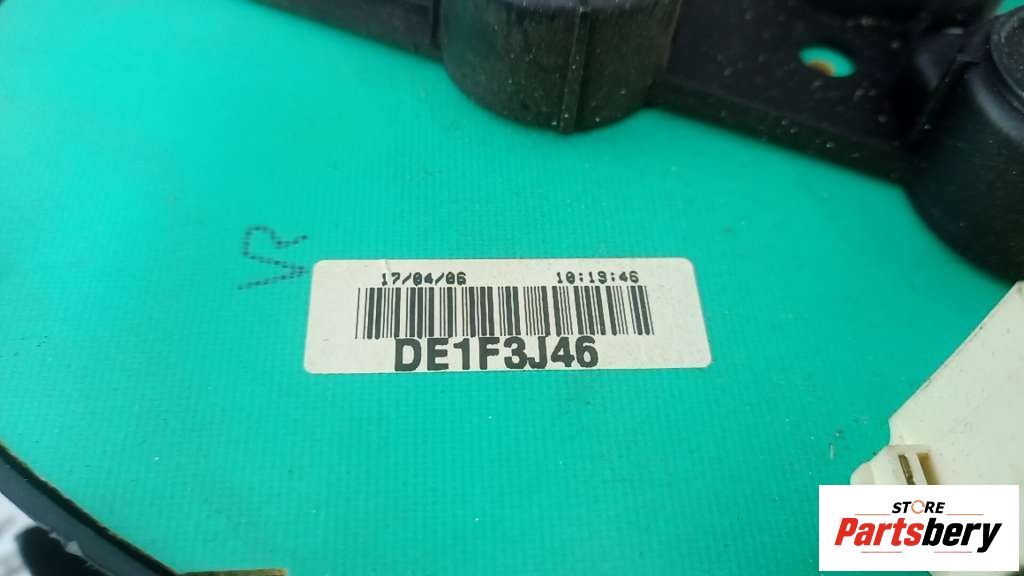 VR
17/04/06 10:19:46
DE1F3J46
STORE
Partsbery